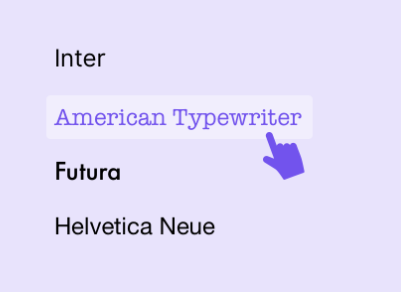 Inter
American Typewriter
Futura
Helvetica Neue